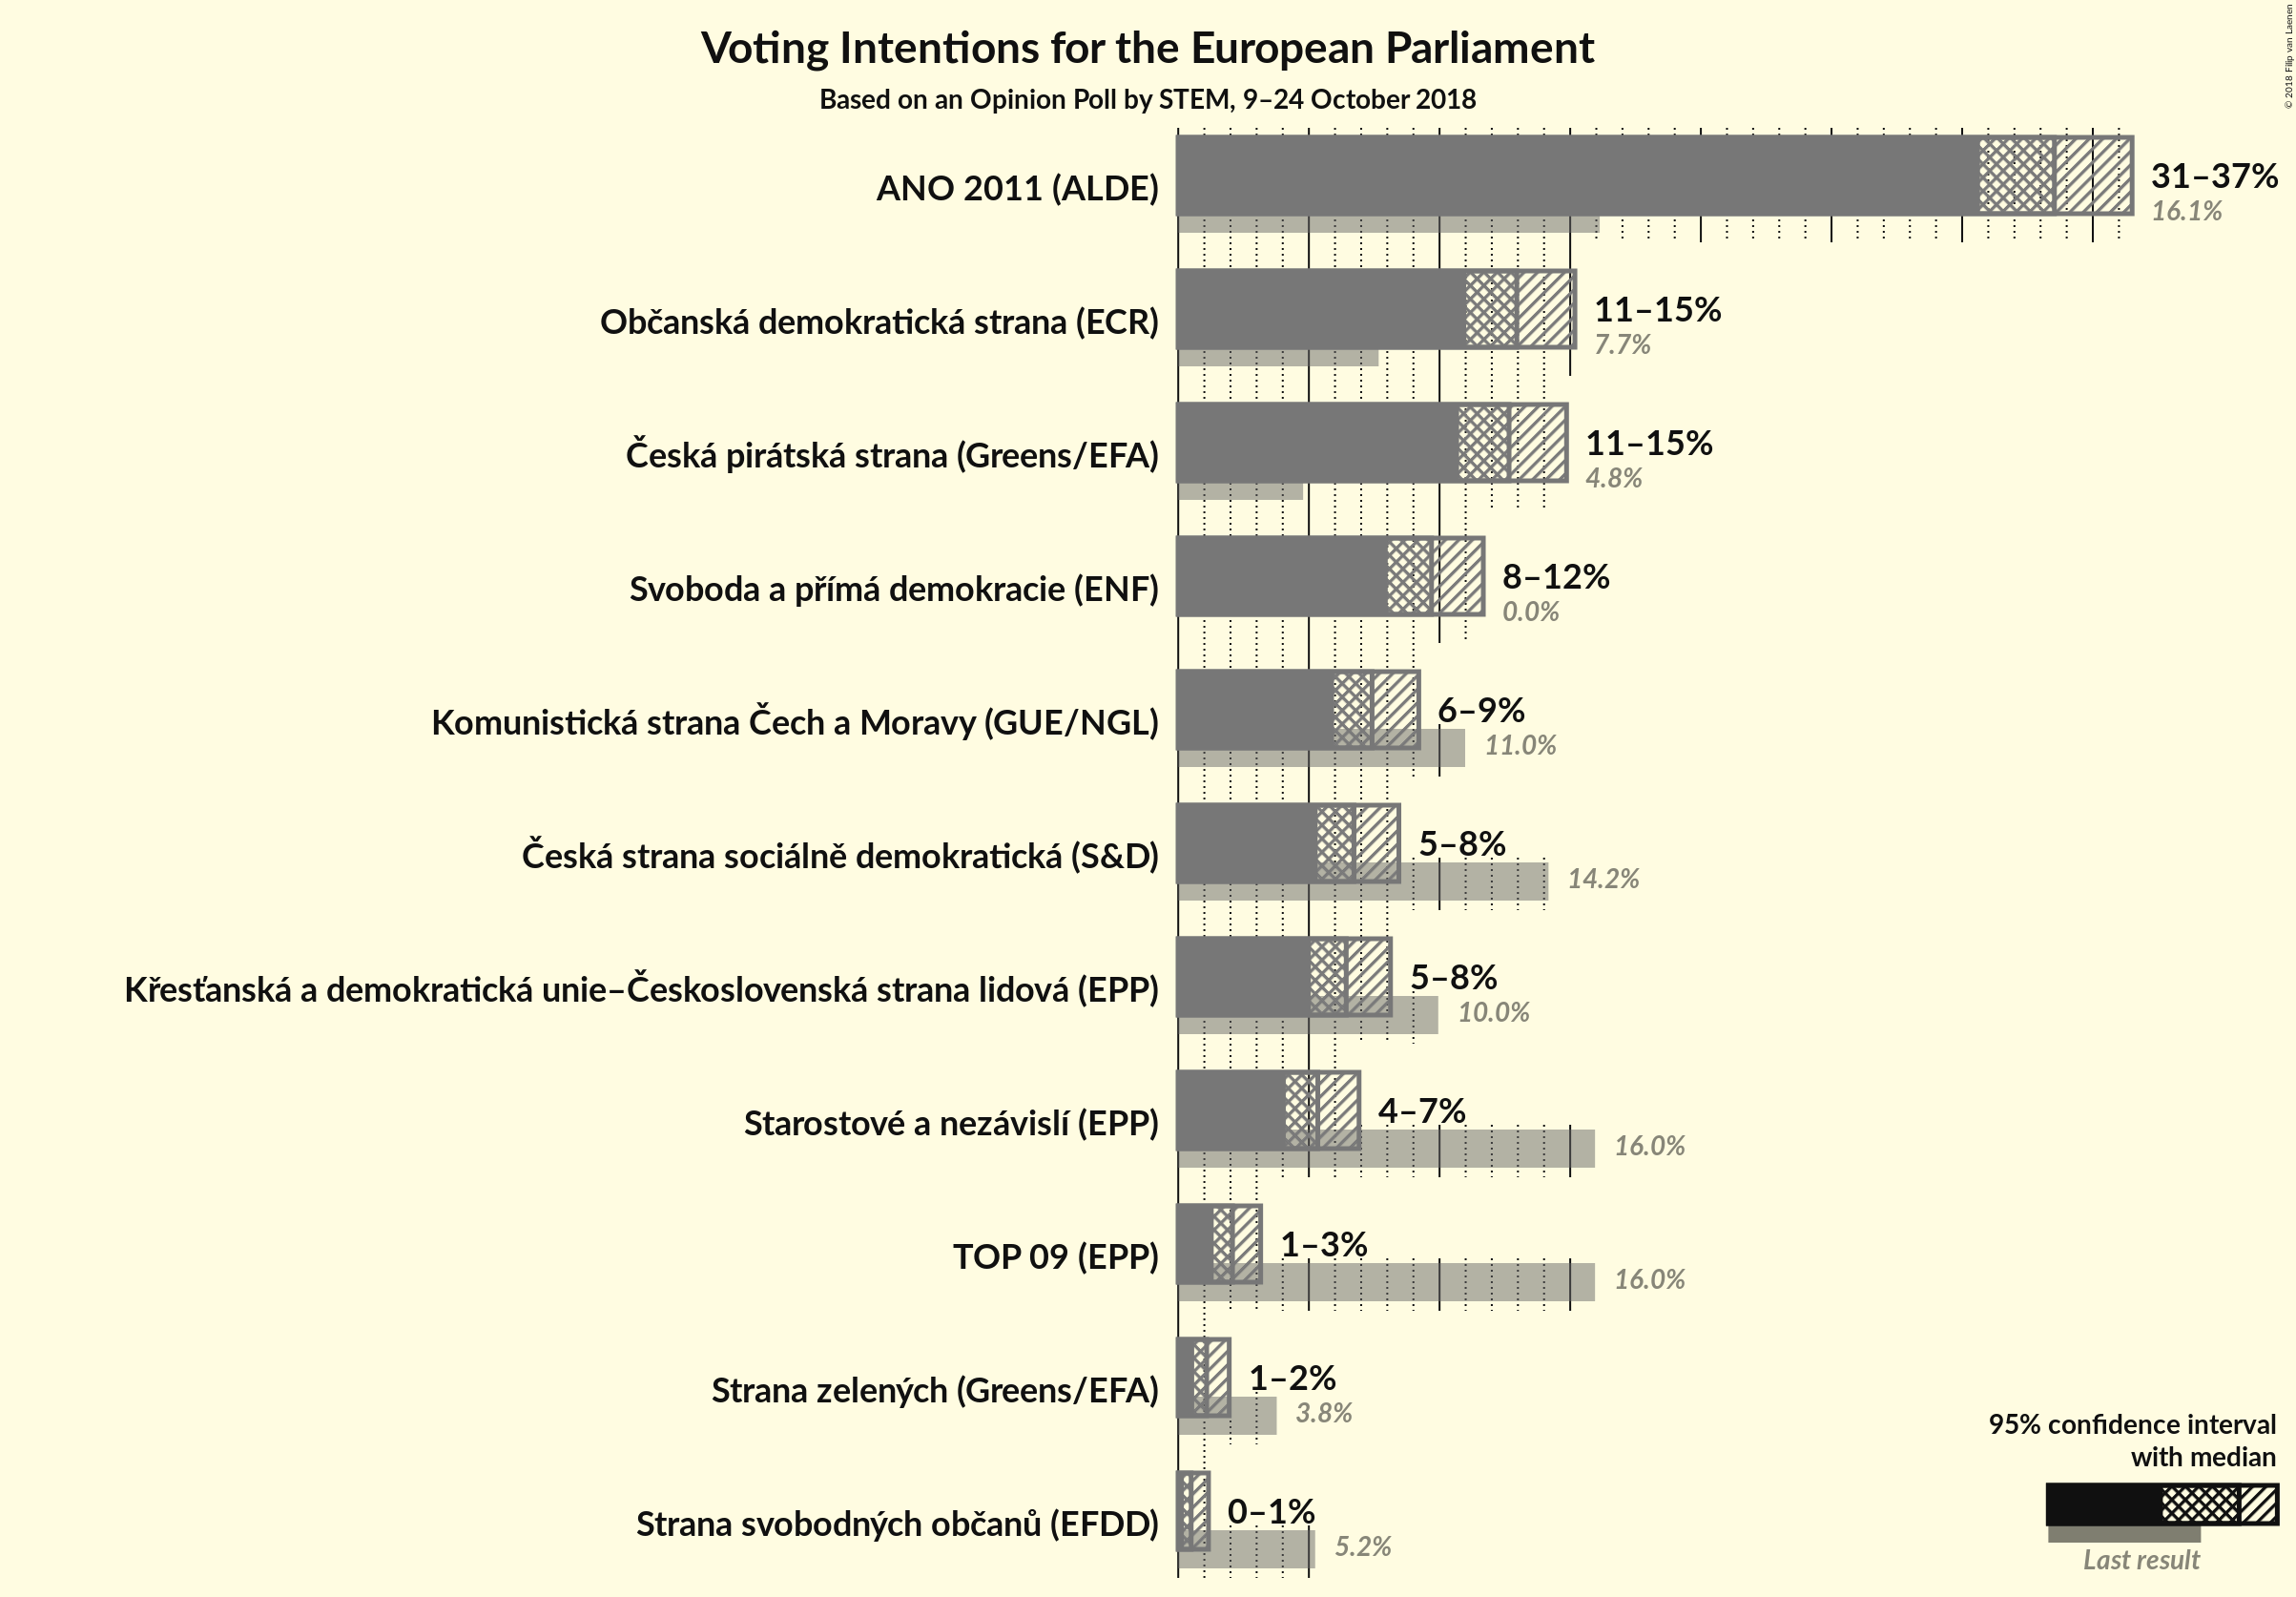 Voting Intentions for the European Parliament
Based on an Opinion Poll by STEM, 9–24 October 2018
© 2018 Filip van Laenen
ANO 2011 (ALDE)
31–37%
16.1%
Občanská demokratická strana (ECR)
11–15%
7.7%
Česká pirátská strana (Greens/EFA)
11–15%
4.8%
Svoboda a přímá demokracie (ENF)
8–12%
0.0%
Komunistická strana Čech a Moravy (GUE/NGL)
6–9%
11.0%
Česká strana sociálně demokratická (S&D)
5–8%
14.2%
Křesťanská a demokratická unie–Československá strana lidová (EPP)
5–8%
10.0%
Starostové a nezávislí (EPP)
4–7%
16.0%
TOP 09 (EPP)
1–3%
16.0%
Strana zelených (Greens/EFA)
1–2%
3.8%
Strana svobodných občanů (EFDD)
0–1%
5.2%
95% confidence interval
with median
Last result